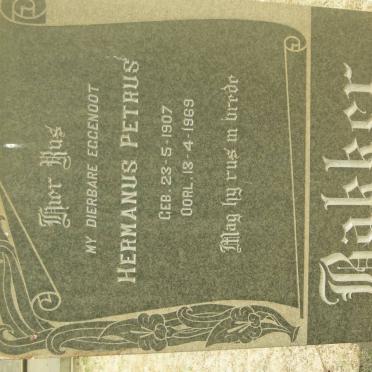 Hier Rus
MY DIERBARE EGGENOOT
HERMANUS PETRUS
GEB. 23-5-1907
OORL. 13-4-1969
Mag hy rus in vrede
Bakker